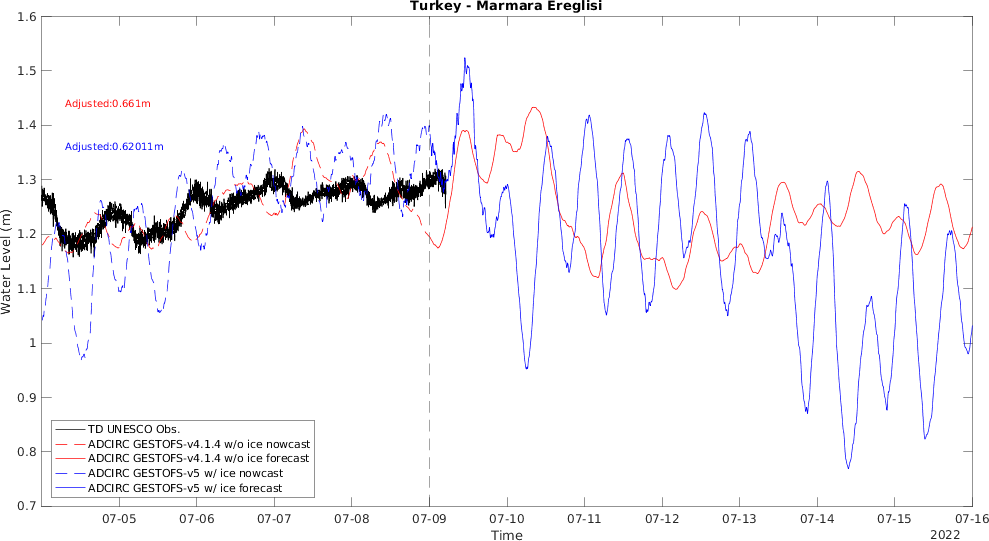 Turkey - Marmara Ereglisi
1.6
1.5
1.4
1.3
1.2
1.1
1
0.9
0.8
0.7
Water Level (m)
Adjusted:0.661m
Adjusted:0.62011m
TD UNESCO Obs.
ADCIRC GESTOFS-v4.1.4 w/o ice nowcast
ADCIRC GESTOFS-v4.1.4 w/o ice forecast
ADCIRC GESTOFS-v5 w/ ice nowcast
ADCIRC GESTOFS-v5 w/ ice forecast
07-05 07-06 07-07 07-08 07-09 07-10 07-11 07-12 07-13 07-14 07-15 07-16
Time
2022